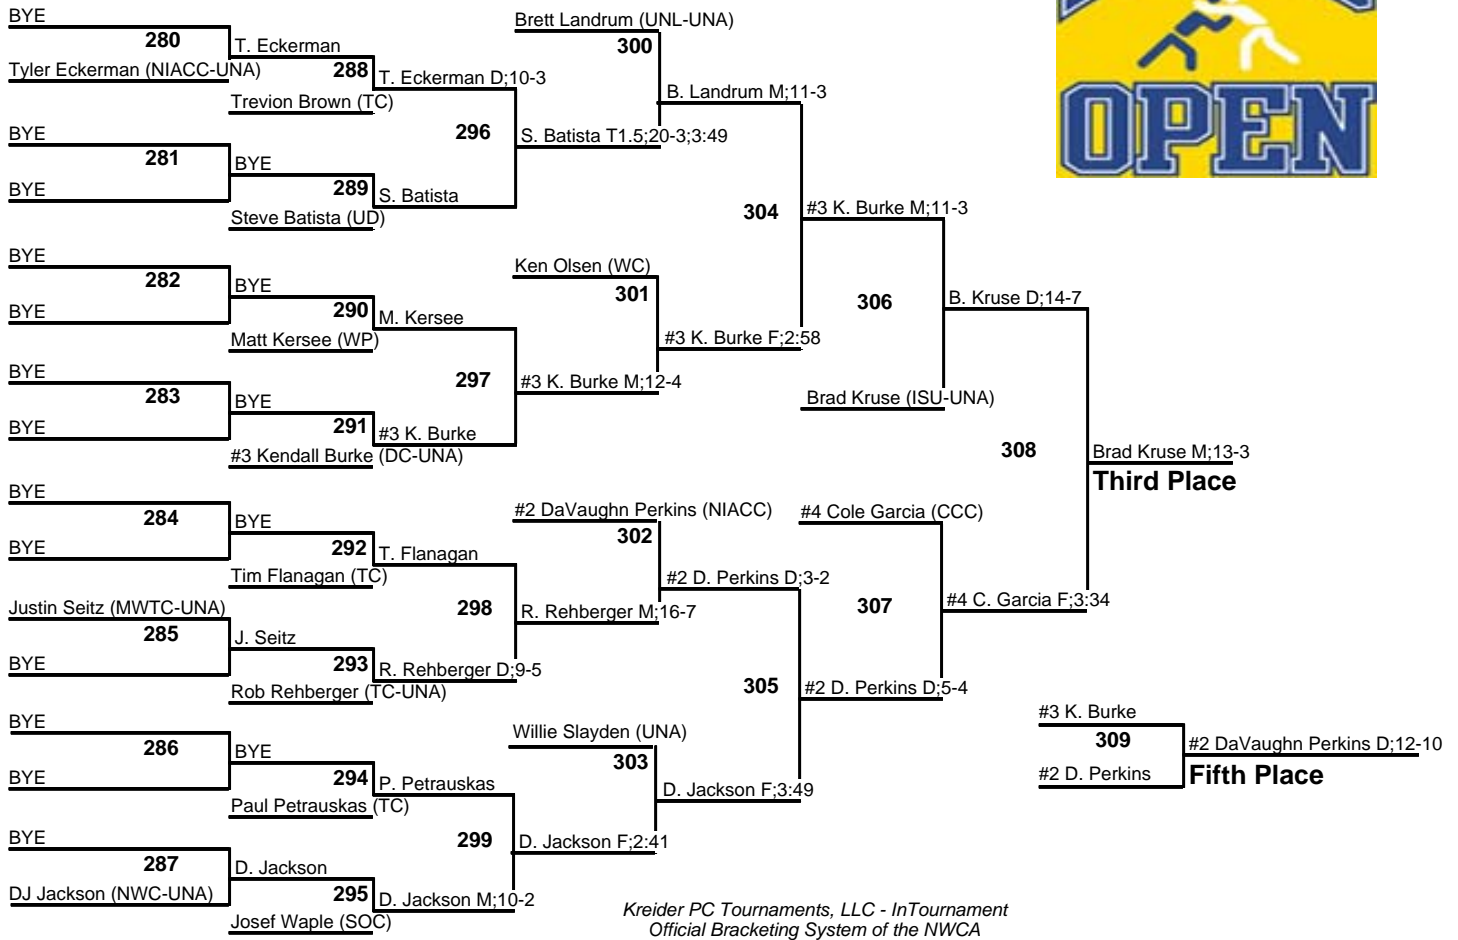 BYE
280
Tyler Eckerman (NIACC-UNA)
BYE
281
BYE
BYE
282
BYE
BYE
283
BYE
BYE
284
BYE
Justin Seitz (MWTC-UNA)
285
BYE
BYE
286
BYE
BYE
287
DJ Jackson (NWC-UNA)
T. Eckerman
288
Trevion Brown (TC)
BYE
289
Steve Batista (UD)
BYE
290
Matt Kersee (WP)
BYE
291
#3 Kendall Burke (DC-UNA)
BYE
292
Tim Flanagan (TC)
J. Seitz
293
Rob Rehberger (TC-UNA)
BYE
294
Paul Petrauskas (TC)
D. Jackson
295
Josef Waple (SOC)
T. Eckerman D;10-3
296
S. Batista
M. Kersee
297
#3 K. Burke
T. Flanagan
298
R. Rehberger D;9-5
P. Petrauskas
299
D. Jackson M;10-2
Brett Landrum (UNL-UNA)
300
S. Batista T1.5;20-3;3:49
Ken Olsen (WC)
301
#3 K. Burke M;12-4
#2 DaVaughn Perkins (NIACC)
302
R. Rehberger M;16-7
Willie Slayden (UNA)
303
D. Jackson F;2:41
B. Landrum M;11-3
304
#3 K. Burke F;2:58
#2 D. Perkins D;3-2
305
D. Jackson F;3:49
#3 K. Burke M;11-3
306
Brad Kruse (ISU-UNA)
#4 Cole Garcia (CCC)
307
#2 D. Perkins D;5-4
B. Kruse D;14-7
308
#4 C. Garcia F;3:34
Brad Kruse M;13-3
Third Place
#3 K. Burke
309
#2 D. Perkins
#2 DaVaughn Perkins D;12-10
Fifth Place
OPEN
Kreider PC Tournaments, LLC - InTournament
Official Bracketing System of the NWCA